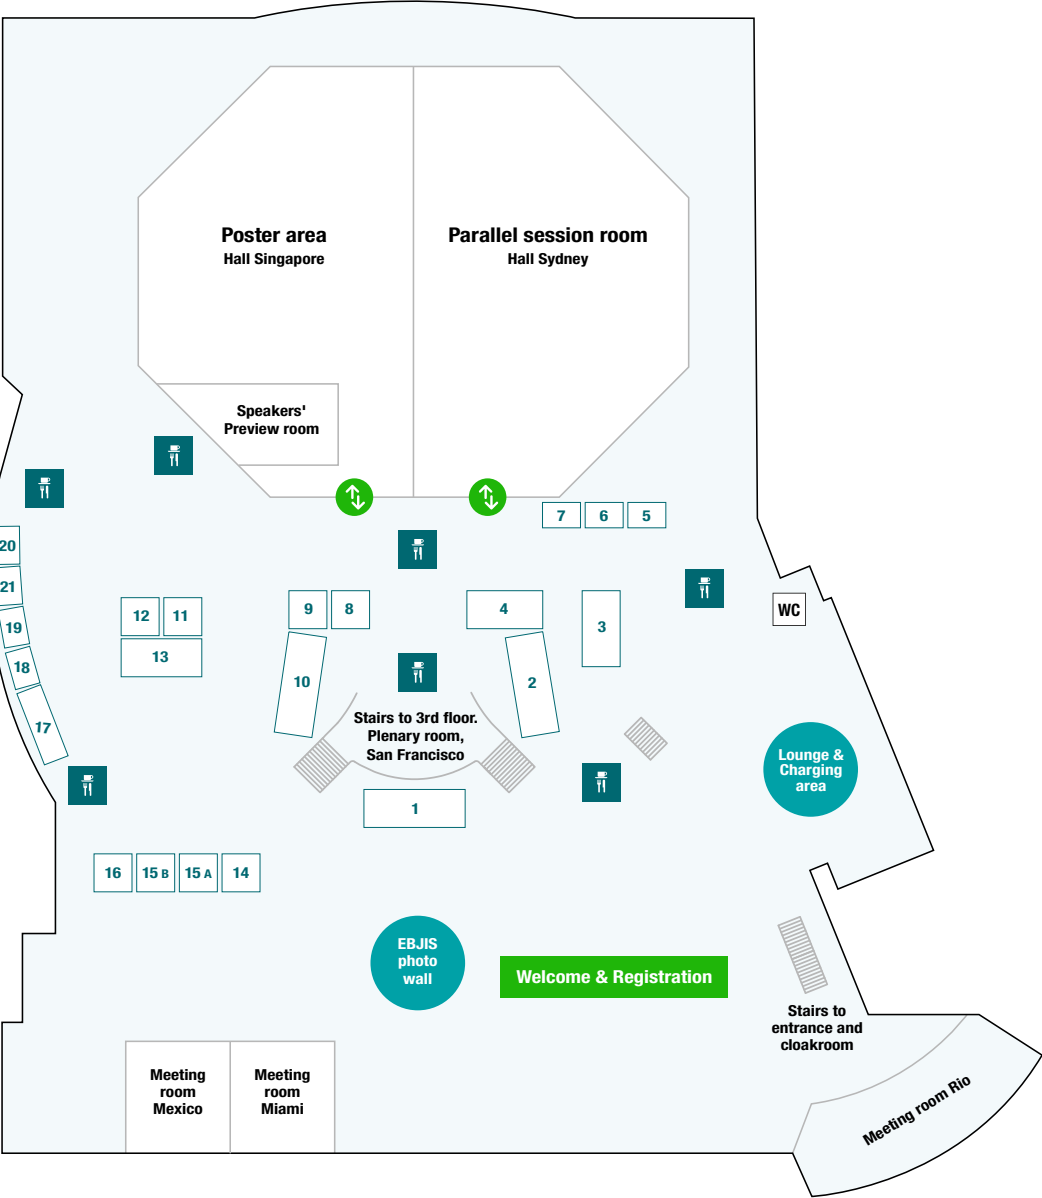 Poster area
Hall Singapore
Parallel session room
Hall Sydney
Speakers'
Preview room
7
6
5
20
21
19
18
17
12
11
13
9
8
10
4
3
2
WC
Stairs to 3rd floor.
Plenary room,
San Francisco
1
Lounge &
Charging
area
16
15 B
15 A
14
EBJIS
photo
wall
Welcome & Registration
Stairs to
entrance and
cloakroom
Meeting
room
Mexico
Meeting
room
Miami
Meeting room Rio